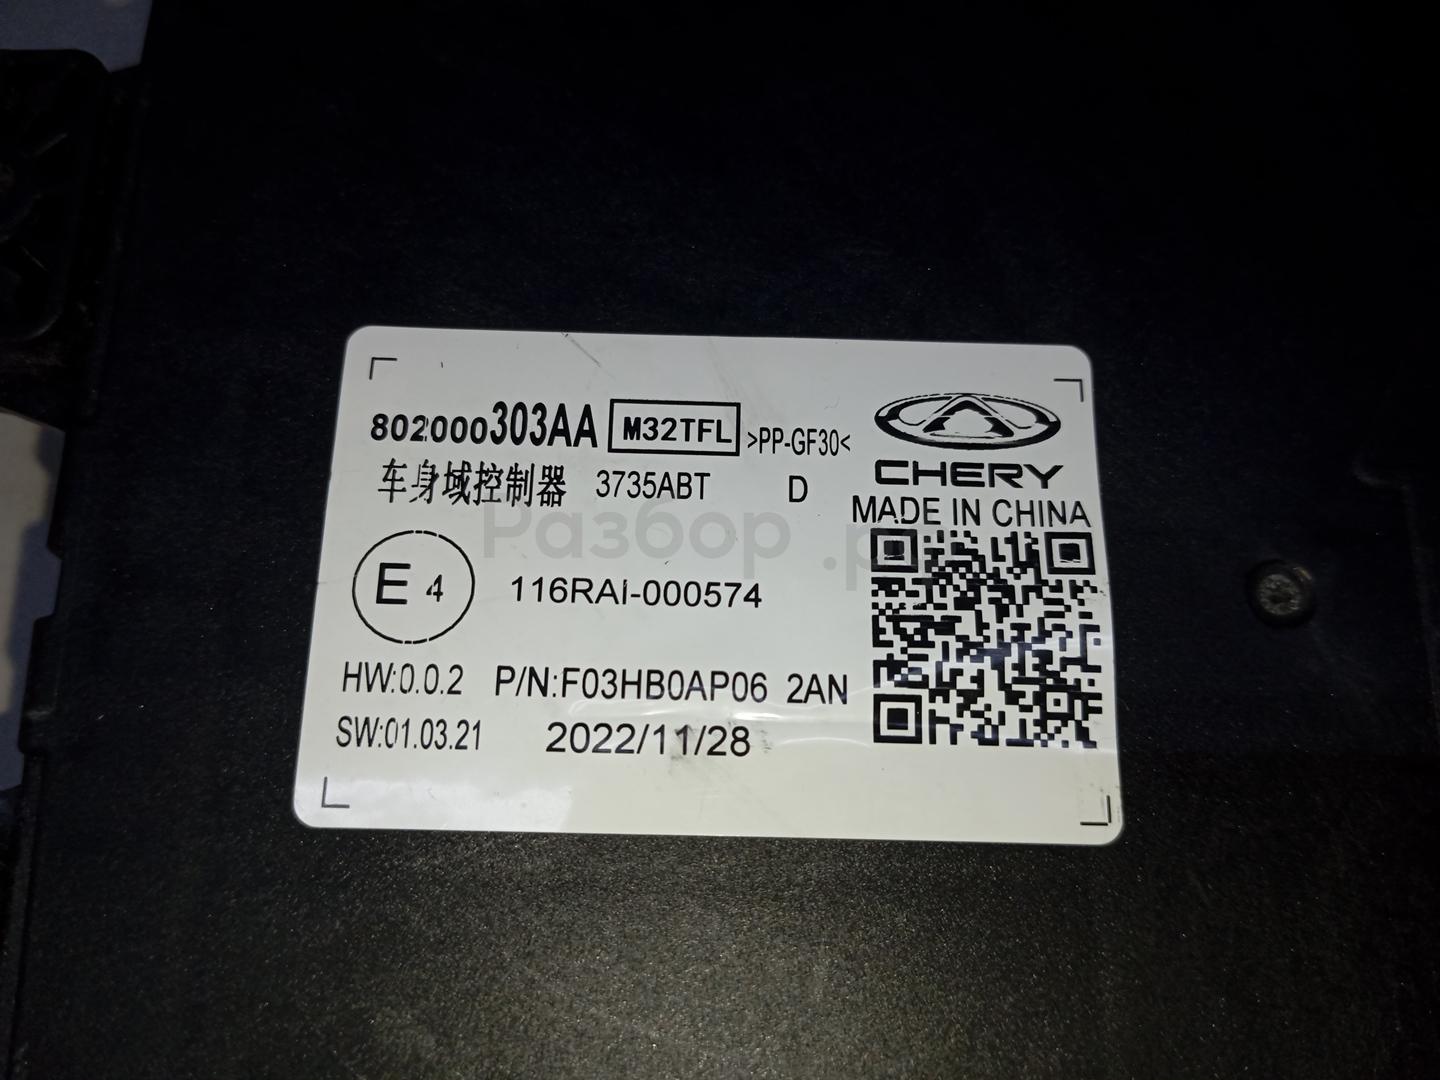 802000303AA M32TFL >PP-GF30<
CHERY
车身域控制器 3735ABT D
MADE IN CHINA
Разбор .р
E 4 116RAI-000574
HW:0.0.2 P/N:F03HB0AP06 2AN
SW:01.03.21 2022/11/28